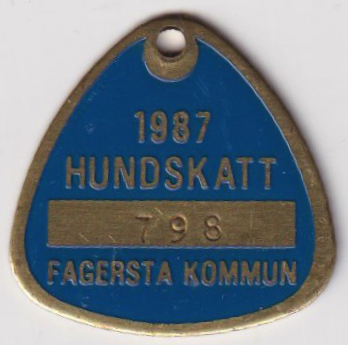 1987
HUNDSKATT
798
FAGERSTA KOMMUN